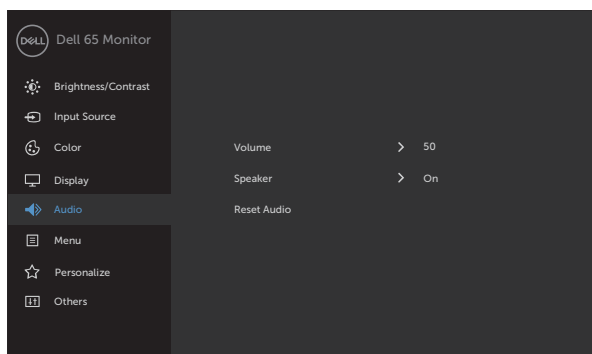 DELL Dell 65 Monitor
Brightness/Contrast
Input Source
Color
Volume 50
Display
Speaker On
Audio
Reset Audio
Menu
Personalize
Others